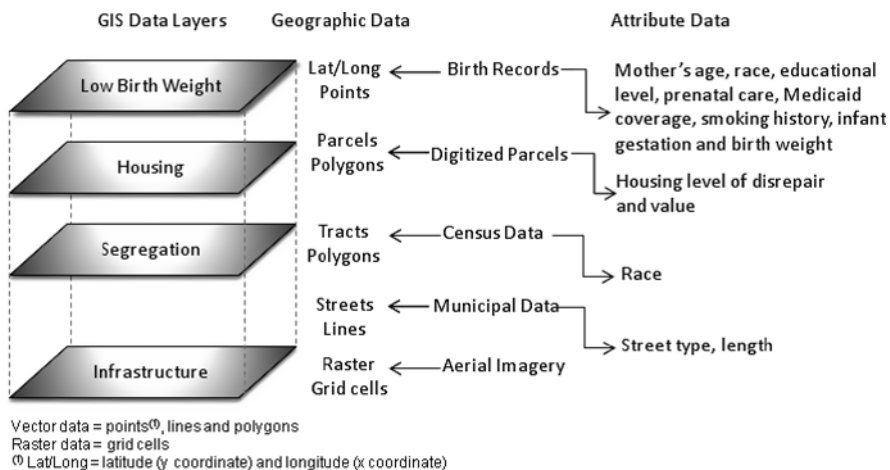 GIS Data Layers
Geographic Data
Attribute Data
Low Birth Weight
Lat/Long
Points
Birth Records
Mother's age, race, educational
level, prenatal care, Medicaid
coverage, smoking history, infant
gestation and birth weight
Housing
Parcels
Polygons
Digitized Parcels
Housing level of disrepair
and value
Segregation
Tracts
Polygons
Census Data
Race
Streets
Lines
Municipal Data
Street type, length
Infrastructure
Raster
Grid cells
Aerial Imagery
Vector data = points⁽¹⁾, lines and polygons
Raster data = grid cells
⁽¹⁾ Lat/Long = latitude (y coordinate) and longitude (x coordinate)